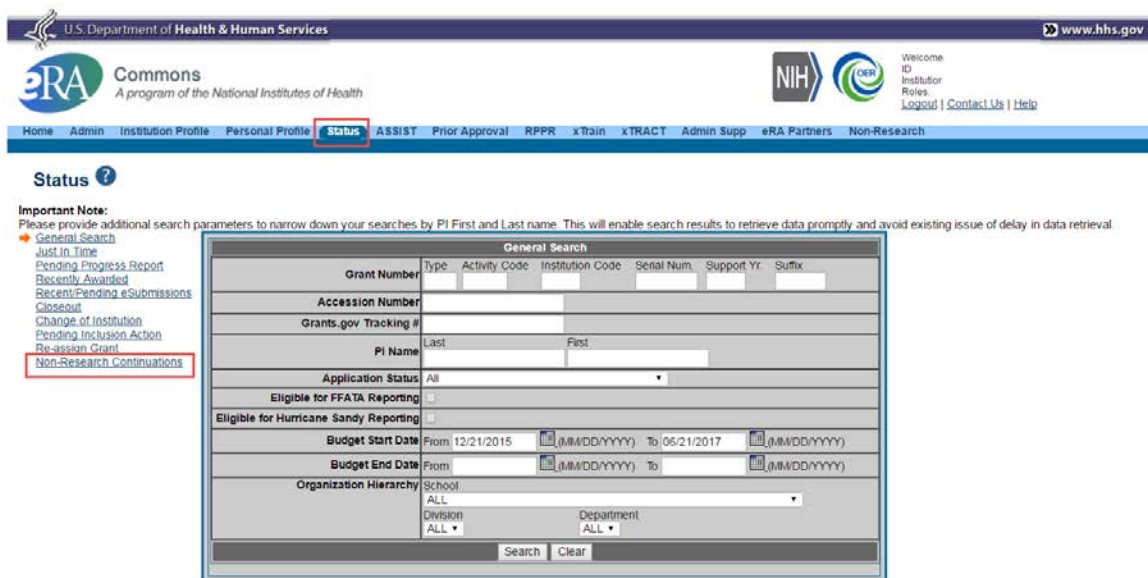 U.S. Department of Health & Human Services
www.hhs.gov
eRA
Commons
A program of the National Institutes of Health
NIH
OER
Welcome
ID
Institution
Roles.
Logout | Contact Us | Help
Home Admin Institution Profile Personal Profile Status ASSIST Prior Approval RPPR xTrain xTRACT Admin Supp eRA Partners Non-Research
Status ?
Important Note:
Please provide additional search parameters to narrow down your searches by PI First and Last name. This will enable search results to retrieve data promptly and avoid existing issue of delay in data retrieval.
General Search
Just In Time
Pending Progress Report
Recently Awarded
Recent/Pending eSubmissions
Closeout
Change of Institution
Pending Inclusion Action
Re-assign Grant
Non-Research Continuations
General Search
Type Activity Code Institution Code Serial Num. Support Yr. Suffix
Grant Number
Accession Number
Grants.gov Tracking #
Last First
PI Name
Application Status All
Eligible for FFATA Reporting
Eligible for Hurricane Sandy Reporting
Budget Start Date From 12/21/2015 (MM/DD/YYYY) To 06/21/2017 (MM/DD/YYYY)
Budget End Date From (MM/DD/YYYY) To (MM/DD/YYYY)
Organization Hierarchy School
ALL
Division Department
ALL ALL
Search Clear